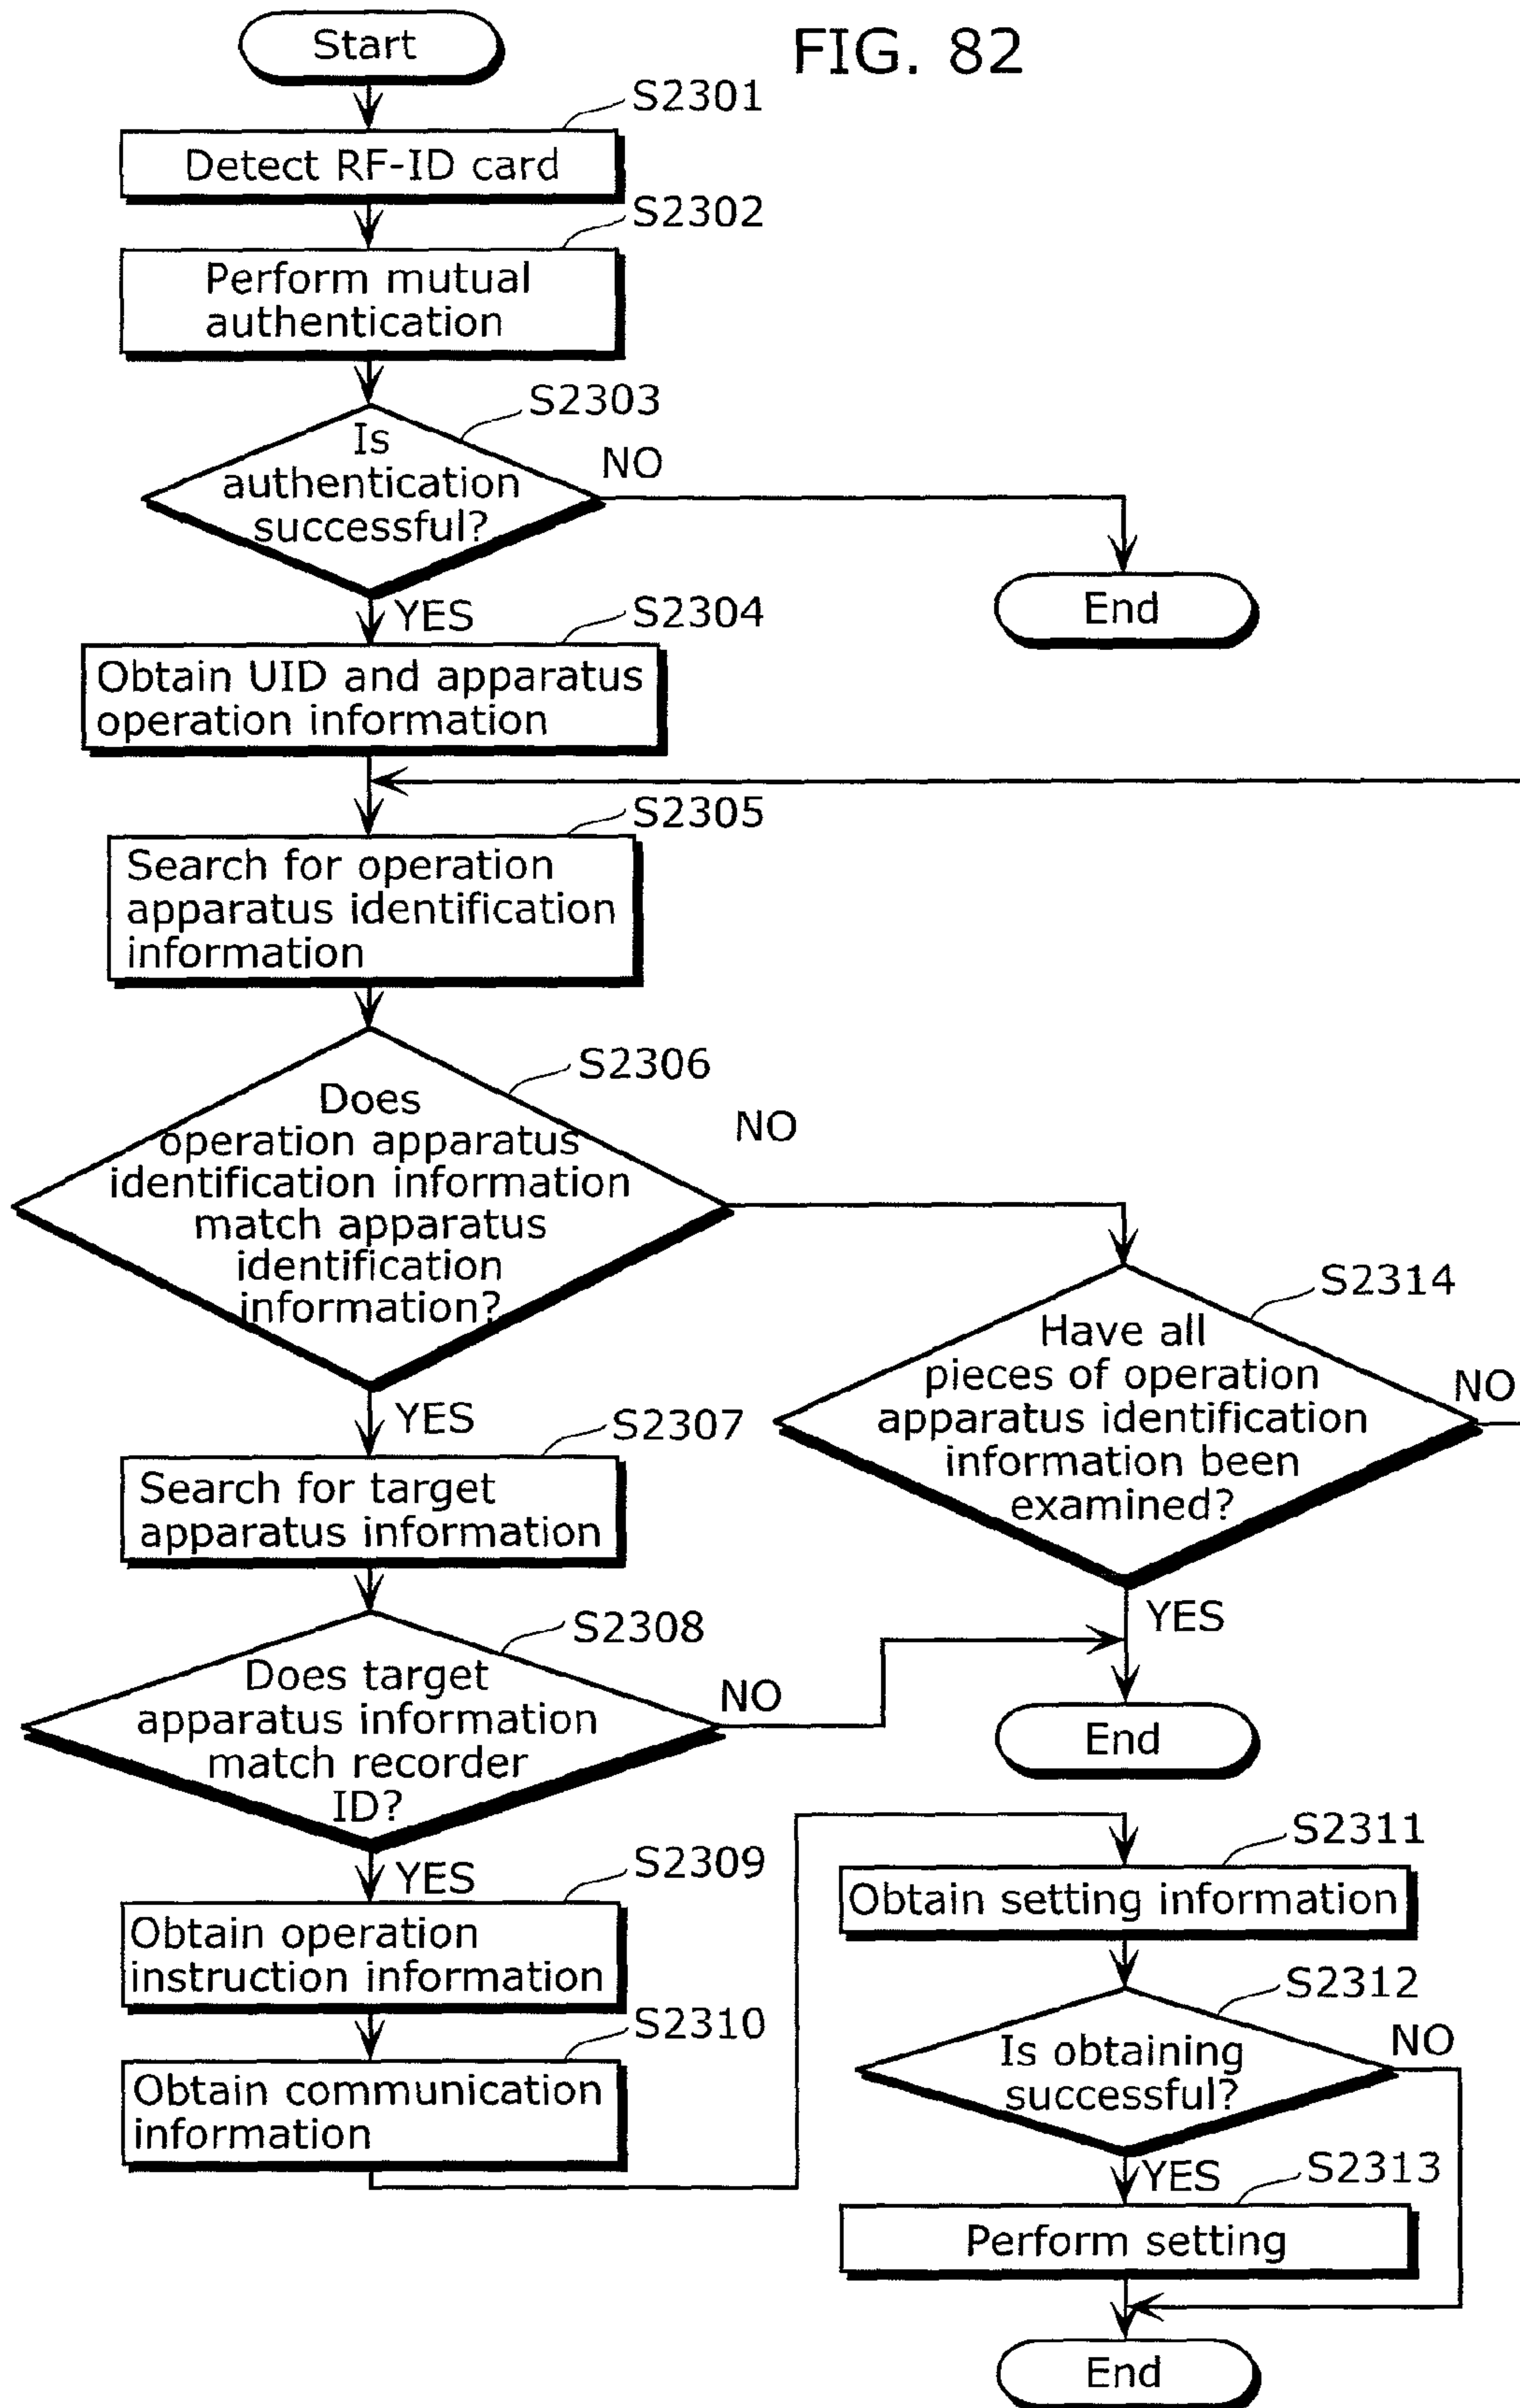 FIG. 82
Start
S2301
Detect RF-ID card
S2302
Perform mutual
authentication
S2303
Is
authentication
successful?
NO
End
YES
S2304
Obtain UID and apparatus
operation information
S2305
Search for operation
apparatus identification
information
S2306
Does
operation apparatus
identification information
match apparatus
identification
information?
NO
S2314
Have all
pieces of operation
apparatus identification
information been
examined?
NO
YES
End
YES
S2307
Search for target
apparatus information
S2308
Does target
apparatus information
match recorder
ID?
NO
YES
S2309
Obtain operation
instruction information
S2310
Obtain communication
information
S2311
Obtain setting information
S2312
Is obtaining
successful?
NO
YES
S2313
Perform setting
End